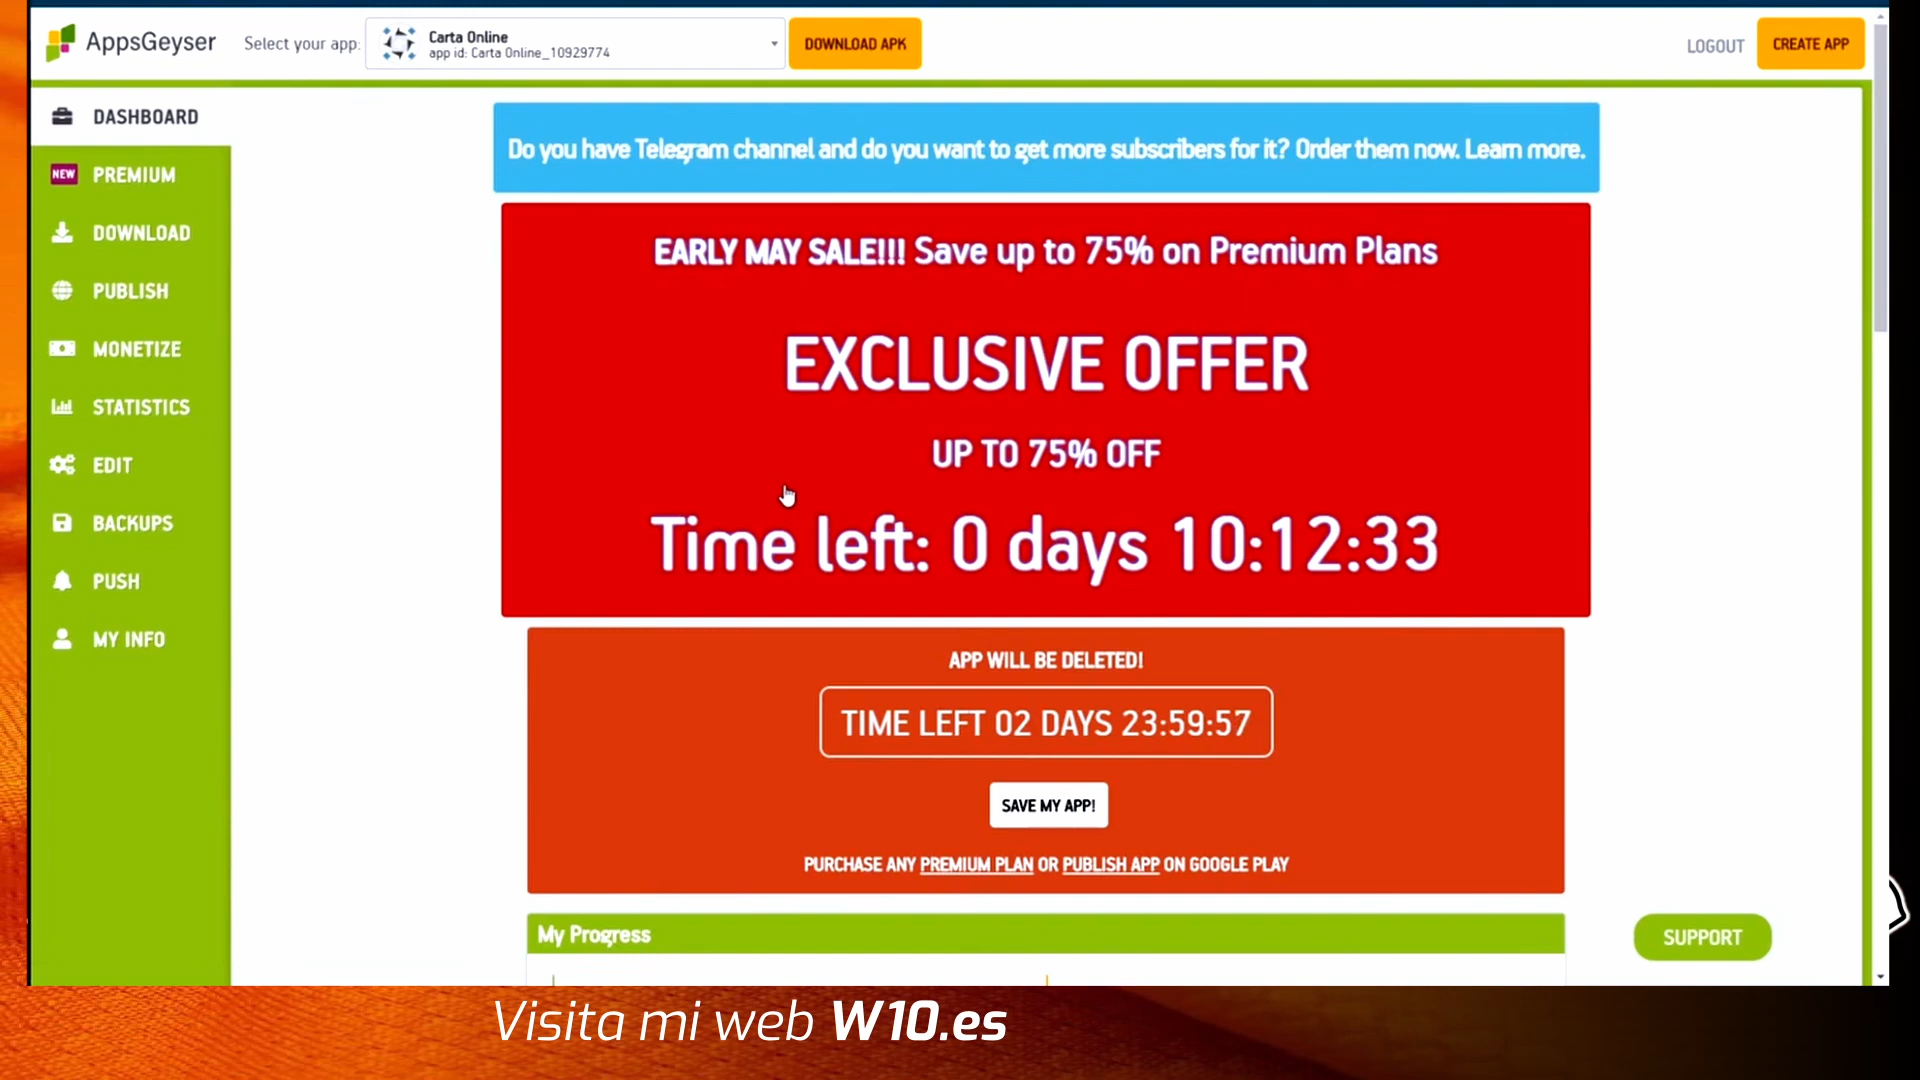 AppsGeyser
Select your app:
Carta Online
app id: Carta Online_10929774
DOWNLOAD APK
LOGOUT
CREATE APP
DASHBOARD
NEW PREMIUM
DOWNLOAD
PUBLISH
MONETIZE
STATISTICS
EDIT
BACKUPS
PUSH
MY INFO
Do you have Telegram channel and do you want to get more subscribers for it? Order them now. Learn more.
EARLY MAY SALE!!! Save up to 75% on Premium Plans
EXCLUSIVE OFFER
UP TO 75% OFF
Time left: 0 days 10:12:33
APP WILL BE DELETED!
TIME LEFT 02 DAYS 23:59:57
SAVE MY APP!
PURCHASE ANY PREMIUM PLAN OR PUBLISH APP ON GOOGLE PLAY
My Progress
SUPPORT
Visita mi web W10.es